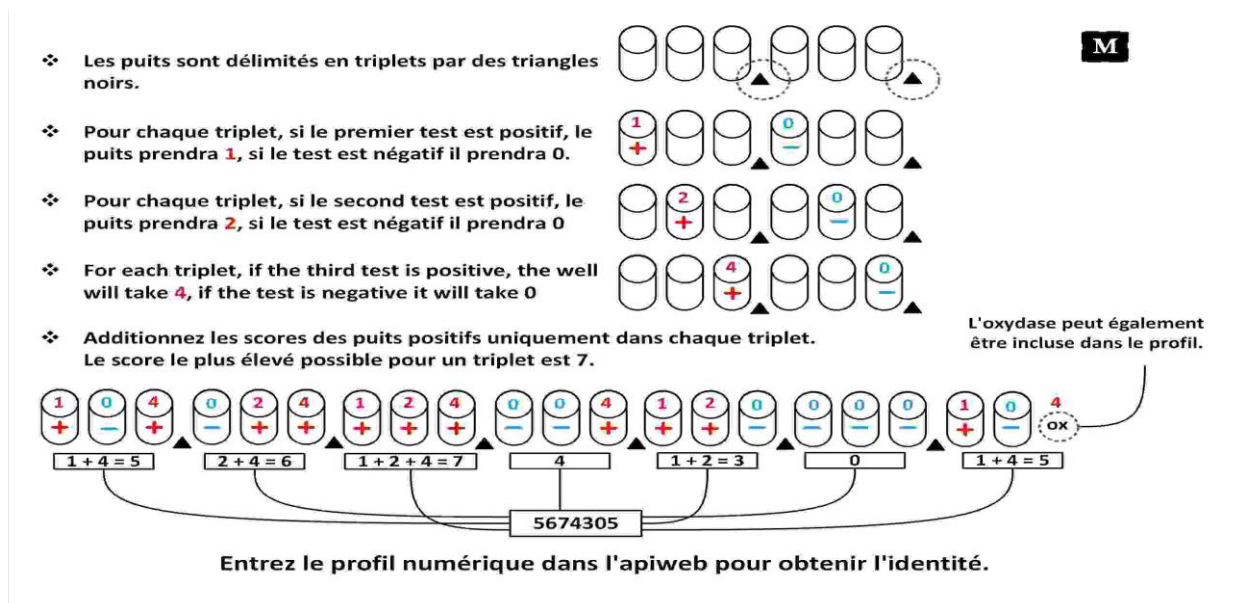 M
❖ Les puits sont délimités en triplets par des triangles
noirs.
❖ Pour chaque triplet, si le premier test est positif, le
puits prendra 1, si le test est négatif il prendra 0.
1 0
+ −
❖ Pour chaque triplet, si le second test est positif, le
puits prendra 2, si le test est négatif il prendra 0
2 0
+ −
❖ For each triplet, if the third test is positive, the well
will take 4, if the test is negative it will take 0
4 0
+ −
❖ Additionnez les scores des puits positifs uniquement dans chaque triplet.
Le score le plus élevé possible pour un triplet est 7.
L'oxydase peut également
être incluse dans le profil.
1 0 4 0 2 4 1 2 4 0 0 4 1 2 0 0 0 0 1 0 4
+ − + − + + + + + − − + + + − − − − + − ox
1 + 4 = 5 2 + 4 = 6 1 + 2 + 4 = 7 4 1 + 2 = 3 0 1 + 4 = 5
5674305
Entrez le profil numérique dans l'apiweb pour obtenir l'identité.